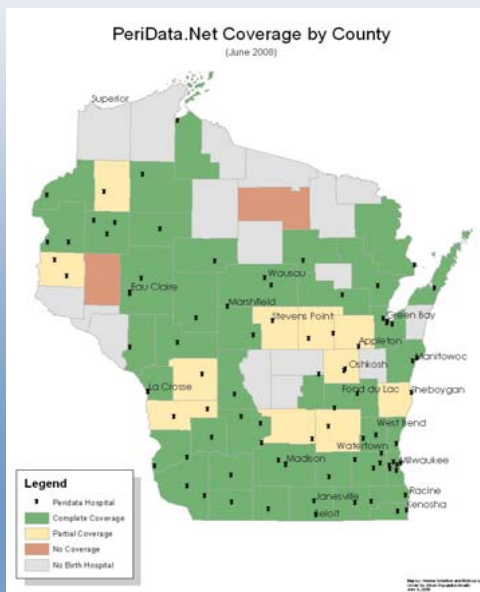 PeriData.Net Coverage by County
(June 2008)
Superior
Wausau
Eau Claire
Marshfield
Stevens Point
Green Bay
Appleton
Manitowoc
Oshkosh
La Crosse
Fond du Lac
Sheboygan
West Bend
Watertown
Madison
Milwaukee
Racine
Janesville
Kenosha
Beloit
Legend
Peridata Hospital
Complete Coverage
Partial Coverage
No Coverage
No Birth Hospital